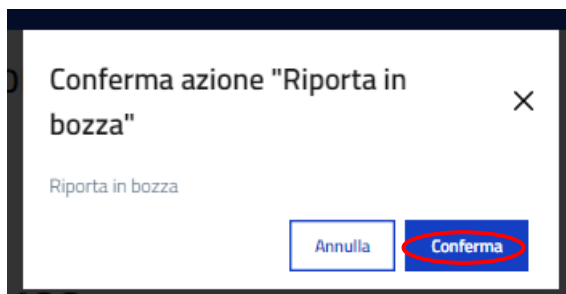 Conferma azione "Riporta in
bozza"
Riporta in bozza
Annulla
Conferma